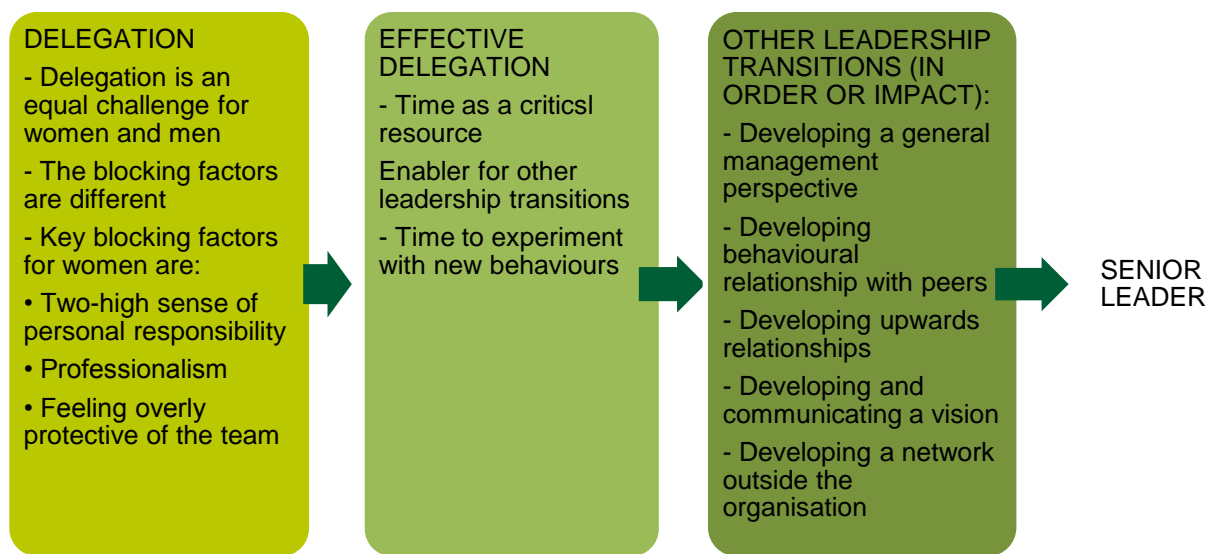 DELEGATION
- Delegation is an
equal challenge for
women and men
- The blocking factors
are different
- Key blocking factors
for women are:
• Two-high sense of
personal responsibility
• Professionalism
• Feeling overly
protective of the team
EFFECTIVE
DELEGATION
- Time as a criticsl
resource
Enabler for other
leadership transitions
- Time to experiment
with new behaviours
OTHER LEADERSHIP
TRANSITIONS (IN
ORDER OR IMPACT):
- Developing a general
management
perspective
- Developing
behavioural
relationship with peers
- Developing upwards
relationships
- Developing and
communicating a vision
- Developing a network
outside the
organisation
SENIOR
LEADER